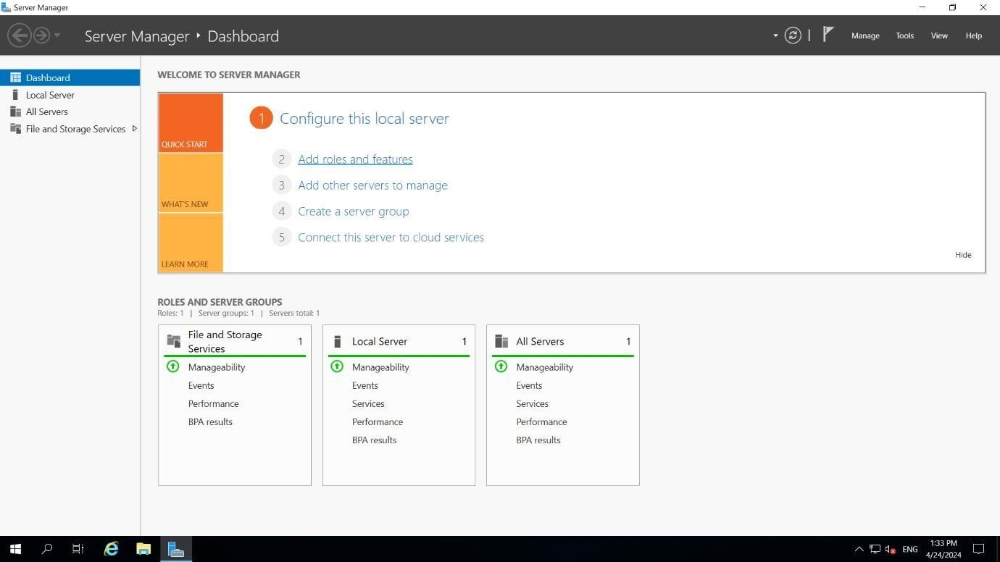 Server Manager
Server Manager ‣ Dashboard
Manage Tools View Help
Dashboard
Local Server
All Servers
File and Storage Services
WELCOME TO SERVER MANAGER
QUICK START
WHAT'S NEW
LEARN MORE
1 Configure this local server
2 Add roles and features
3 Add other servers to manage
4 Create a server group
5 Connect this server to cloud services
Hide
ROLES AND SERVER GROUPS
Roles: 1 | Server groups: 1 | Servers total: 1
File and Storage
Services 1
Manageability
Events
Performance
BPA results
Local Server 1
Manageability
Events
Services
Performance
BPA results
All Servers 1
Manageability
Events
Services
Performance
BPA results
ENG
1:33 PM
4/24/2024